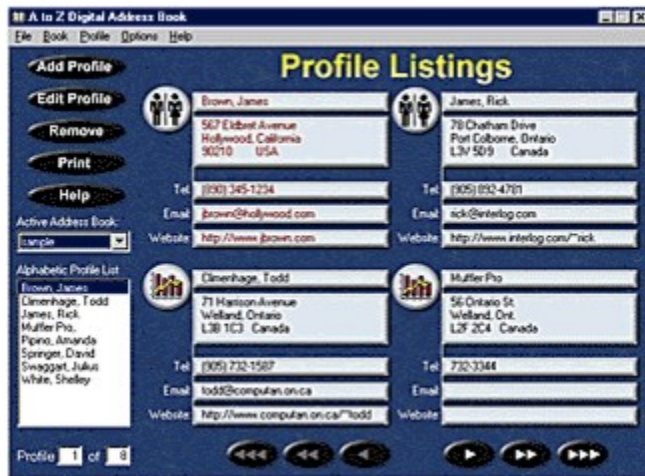 A to Z Digital Address Book
File Book Profile Options Help
Profile Listings
Add Profile
Edit Profile
Remove
Print
Help
Active Address Book:
sample
Alphabetic Profile List
Brown, James
Climenhage, Todd
James, Rick
Muffler Pro,
Pipino, Amanda
Springer, David
Swaggart, Julius
White, Shelley
Profile 1 of 8
Brown, James
567 Eldbret Avenue
Hollywood, California
90210 USA
Tel: (890) 345-1234
Email: jbrown@hollywood.com
Website: http://www.jbrown.com
James, Rick
78 Chatham Drive
Port Colborne, Ontario
L3V 5D9 Canada
Tel: (905) 892-4781
Email: rick@interlog.com
Website: http://www.interlog.com/~rick
Climenhage, Todd
71 Harrison Avenue
Welland, Ontario
L3B 1C3 Canada
Tel: (905) 732-1587
Email: todd@computan.on.ca
Website: http://www.computan.on.ca/~todd
Muffler Pro
56 Ontario St.
Welland, Ont.
L2F 2C4 Canada
Tel: 732-3344
Email:
Website: